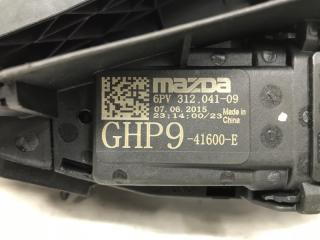 mazda
6PV 312.041-09
07.06.2015
23:14:00/23
Made in
China
GHP9 -41600-E